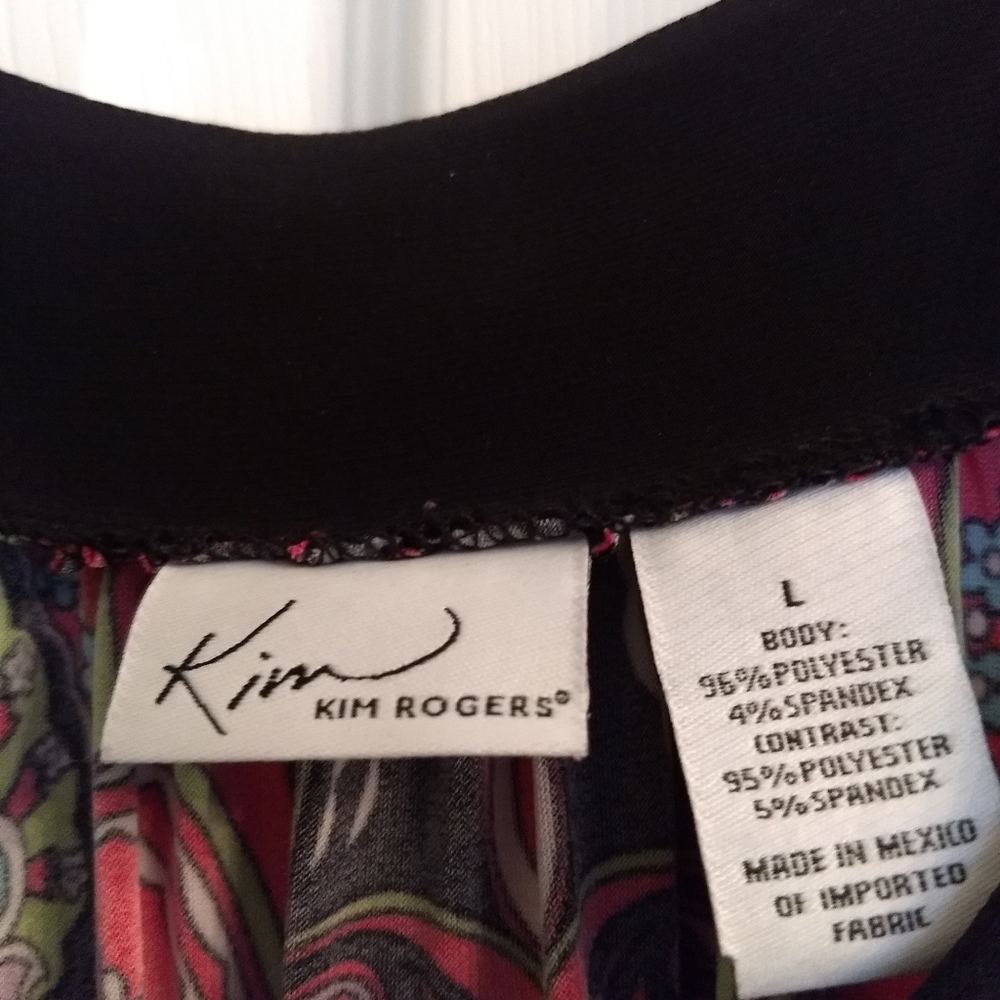 Kim
KIM ROGERS®
L
BODY:
96%POLYESTER
4%SPANDEX
CONTRAST:
95%POLYESTER
5%SPANDEX
MADE IN MEXICO
OF IMPORTED
FABRIC